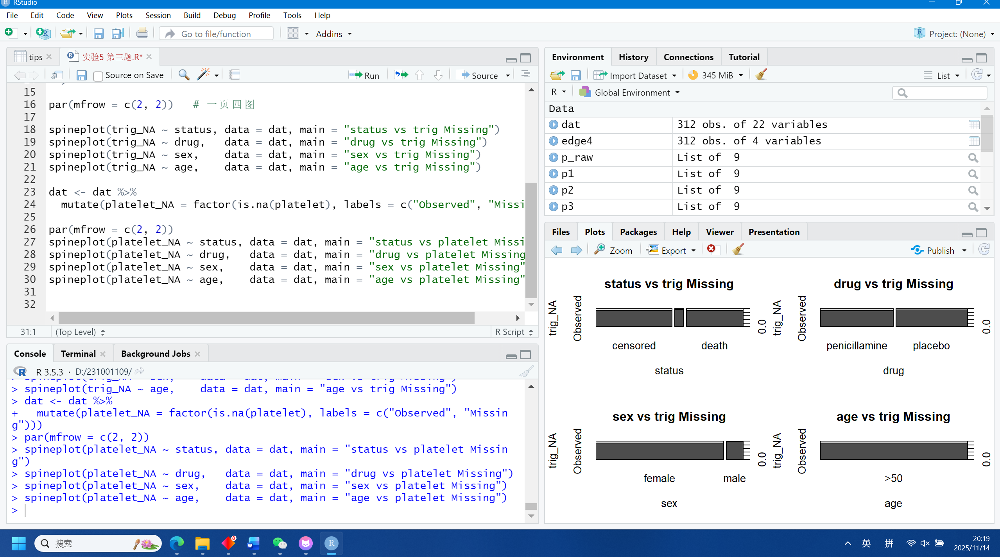 RStudio
File Edit Code View Plots Session Build Debug Profile Tools Help
Go to file/function
Addins
Project: (None)
tips
实验5 第三题.R*
Source on Save
Run
Source
15
16 par(mfrow = c(2, 2))   # 一页四图
17
18 spineplot(trig_NA ~ status, data = dat, main = "status vs trig Missing")
19 spineplot(trig_NA ~ drug,   data = dat, main = "drug vs trig Missing")
20 spineplot(trig_NA ~ sex,    data = dat, main = "sex vs trig Missing")
21 spineplot(trig_NA ~ age,    data = dat, main = "age vs trig Missing")
22
23 dat <- dat %>%
24   mutate(platelet_NA = factor(is.na(platelet), labels = c("Observed", "Missi
25
26 par(mfrow = c(2, 2))
27 spineplot(platelet_NA ~ status, data = dat, main = "status vs platelet Missi
28 spineplot(platelet_NA ~ drug,   data = dat, main = "drug vs platelet Missing
29 spineplot(platelet_NA ~ sex,    data = dat, main = "sex vs platelet Missing"
30 spineplot(platelet_NA ~ age,    data = dat, main = "age vs platelet Missing"
31
32
31:1 (Top Level) R Script
Console Terminal Background Jobs
R 3.5.3 · D:/231001109/
> spineplot(trig_NA ~ sex,    data = dat, main = "sex vs trig Missing")
> spineplot(trig_NA ~ age,    data = dat, main = "age vs trig Missing")
> dat <- dat %>%
+   mutate(platelet_NA = factor(is.na(platelet), labels = c("Observed", "Missin
g")))
> par(mfrow = c(2, 2))
> spineplot(platelet_NA ~ status, data = dat, main = "status vs platelet Missin
g")
> spineplot(platelet_NA ~ drug,   data = dat, main = "drug vs platelet Missing")
> spineplot(platelet_NA ~ sex,    data = dat, main = "sex vs platelet Missing")
> spineplot(platelet_NA ~ age,    data = dat, main = "age vs platelet Missing")
>
Environment History Connections Tutorial
Import Dataset 345 MiB List
R Global Environment
Data
dat 312 obs. of 22 variables
edge4 312 obs. of 4 variables
p_raw List of  9
p1 List of  9
p2 List of  9
p3 List of  9
Files Plots Packages Help Viewer Presentation
Zoom Export Publish
status vs trig Missing
trig_NA
Observed
0.0
censored death
status
drug vs trig Missing
trig_NA
Observed
0.0
penicillamine placebo
drug
sex vs trig Missing
trig_NA
Observed
0.0
female male
sex
age vs trig Missing
trig_NA
Observed
0.0
>50
age
搜索
8
英
拼
20:19
2025/11/14